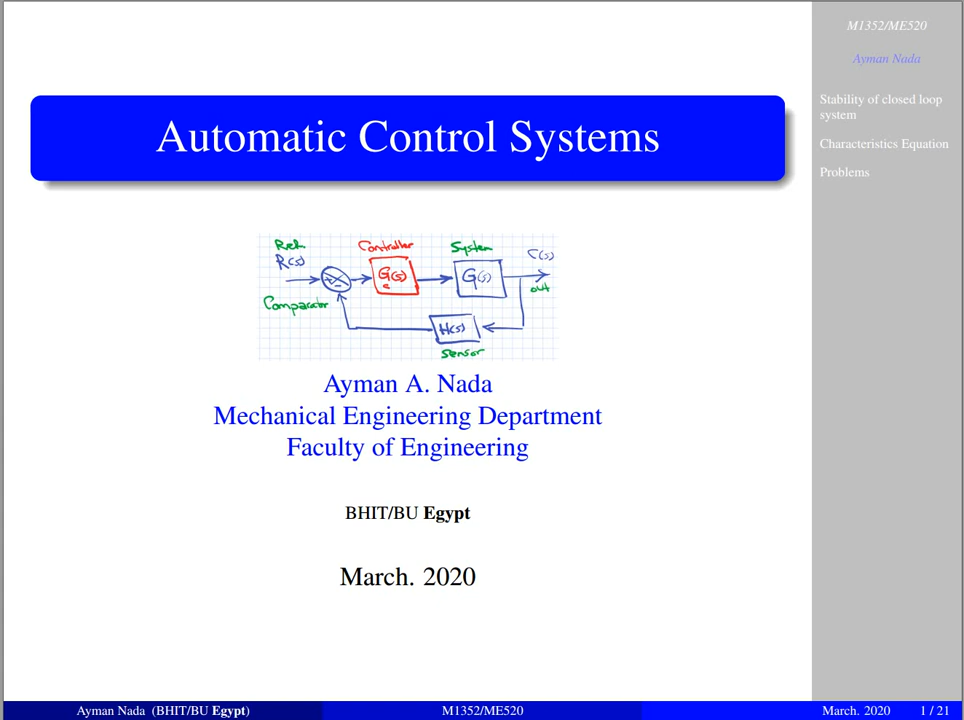 M1352/ME520
Ayman Nada
Stability of closed loop
system
Characteristics Equation
Problems
Automatic Control Systems
Ref.
R(s)
Comparator
Controller
G(s)
c
System
G(s)
C(s)
out
H(s)
Sensor
Ayman A. Nada
Mechanical Engineering Department
Faculty of Engineering
BHIT/BU Egypt
March. 2020
Ayman Nada (BHIT/BU Egypt)
M1352/ME520
March. 2020
1 / 21